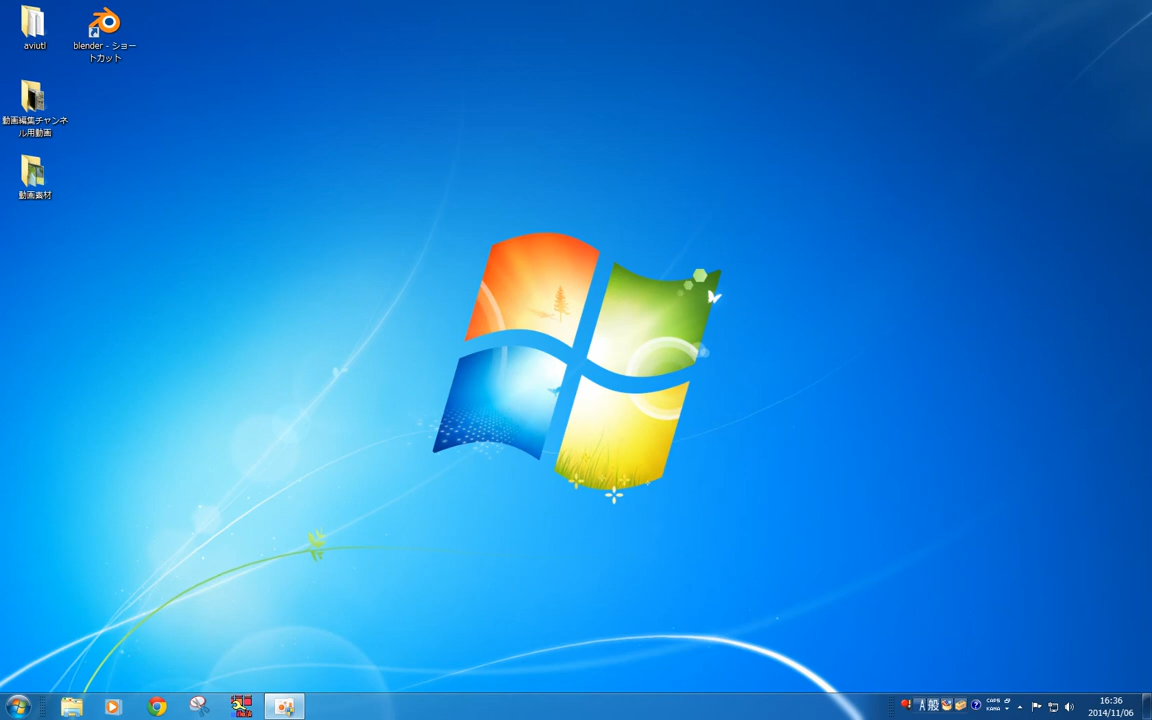 aviutl
blender - ショー
トカット
動画編集チャンネ
ル用動画
動画素材
A 般
CAPS
KANA
16:36
2014/11/06